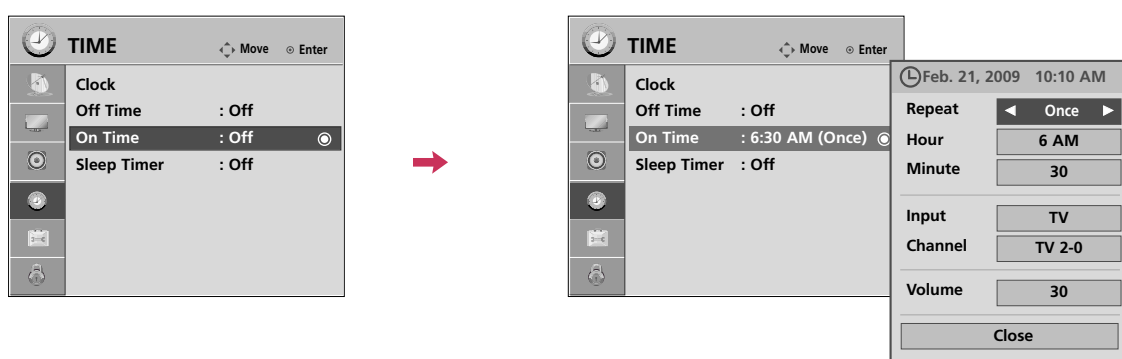 TIME Move Enter
Clock
Off Time : Off
On Time : Off
Sleep Timer : Off
TIME Move Enter
Clock
Off Time : Off
On Time : 6:30 AM (Once)
Sleep Timer : Off
Feb. 21, 2009 10:10 AM
Repeat ◄ Once ►
Hour 6 AM
Minute 30
Input TV
Channel TV 2-0
Volume 30
Close